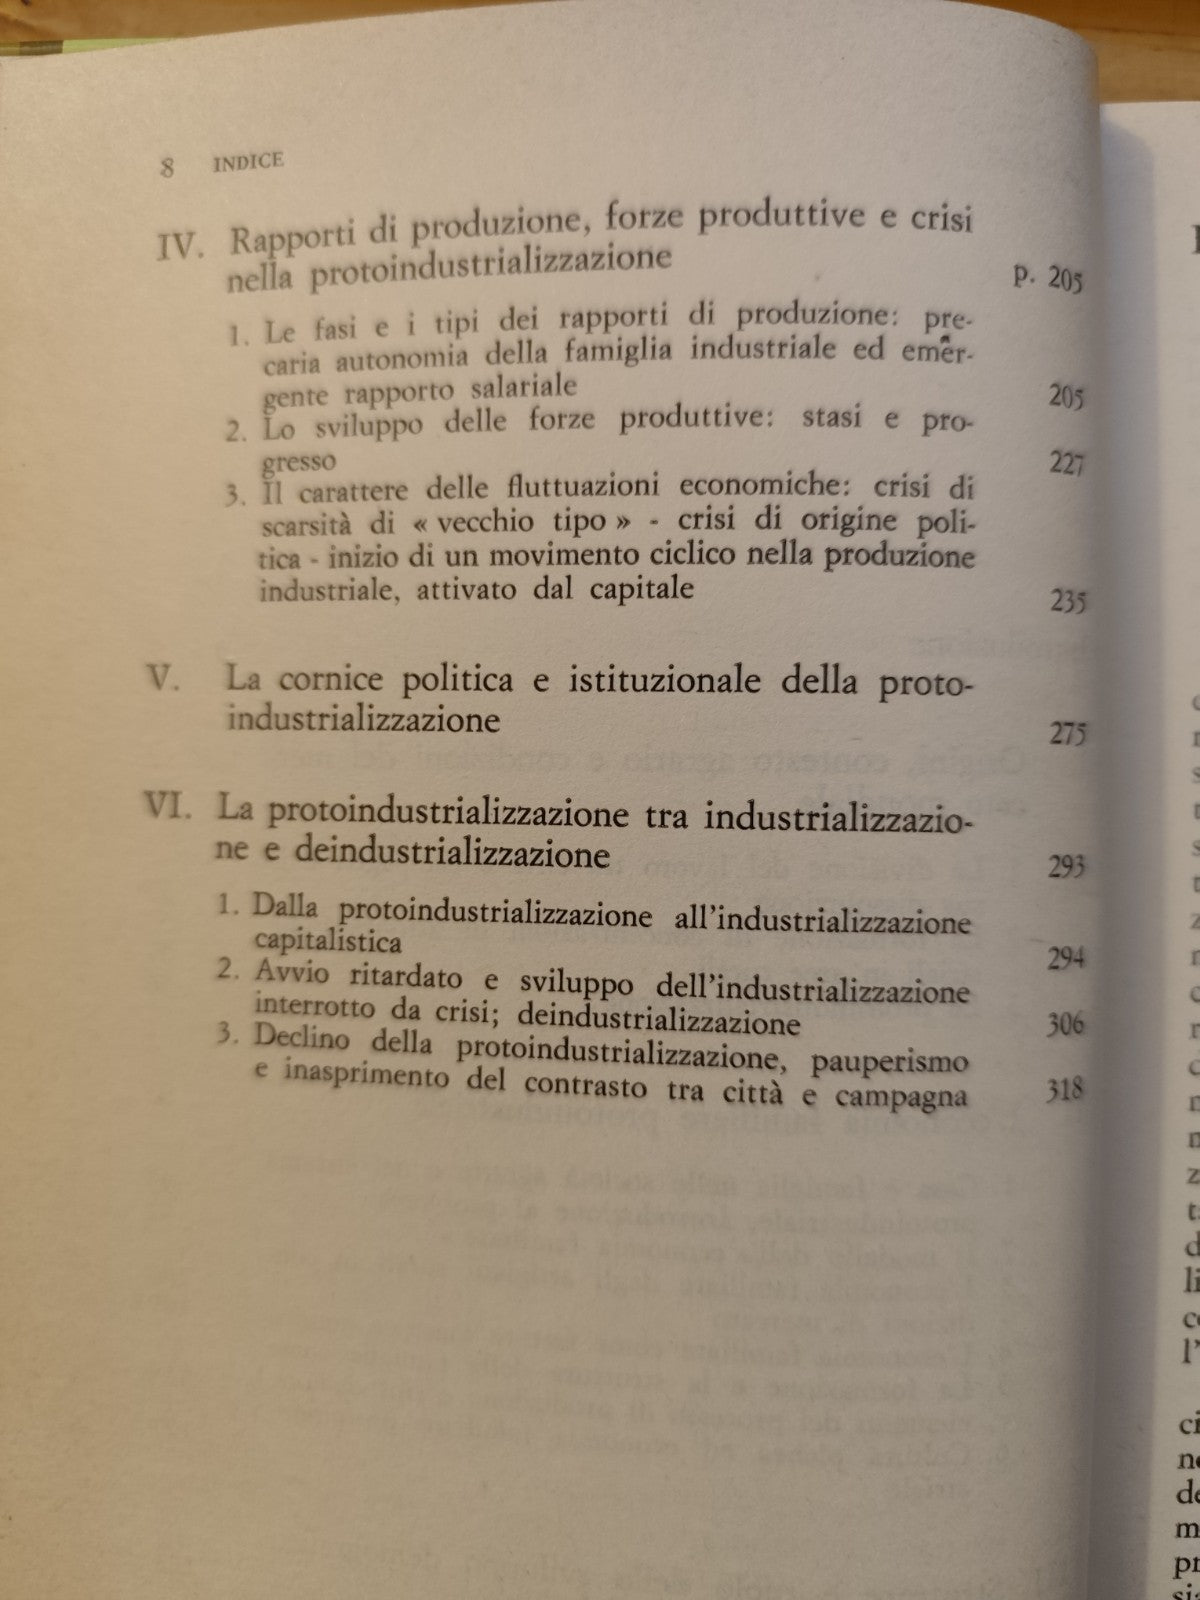 8 INDICE
IV. Rapporti di produzione, forze produttive e crisi
nella protoindustrializzazione p. 205
1. Le fasi e i tipi dei rapporti di produzione: pre-
caria autonomia della famiglia industriale ed emer-
gente rapporto salariale 205
2. Lo sviluppo delle forze produttive: stasi e pro-
gresso 227
3. Il carattere delle fluttuazioni economiche: crisi di
scarsità di « vecchio tipo » - crisi di origine poli-
tica - inizio di un movimento ciclico nella produzione
industriale, attivato dal capitale 235
V. La cornice politica e istituzionale della proto-
industrializzazione 275
VI. La protoindustrializzazione tra industrializzazio-
ne e deindustrializzazione 293
1. Dalla protoindustrializzazione all'industrializzazione
capitalistica 294
2. Avvio ritardato e sviluppo dell'industrializzazione
interrotto da crisi; deindustrializzazione 306
3. Declino della protoindustrializzazione, pauperismo
e inasprimento del contrasto tra città e campagna 318